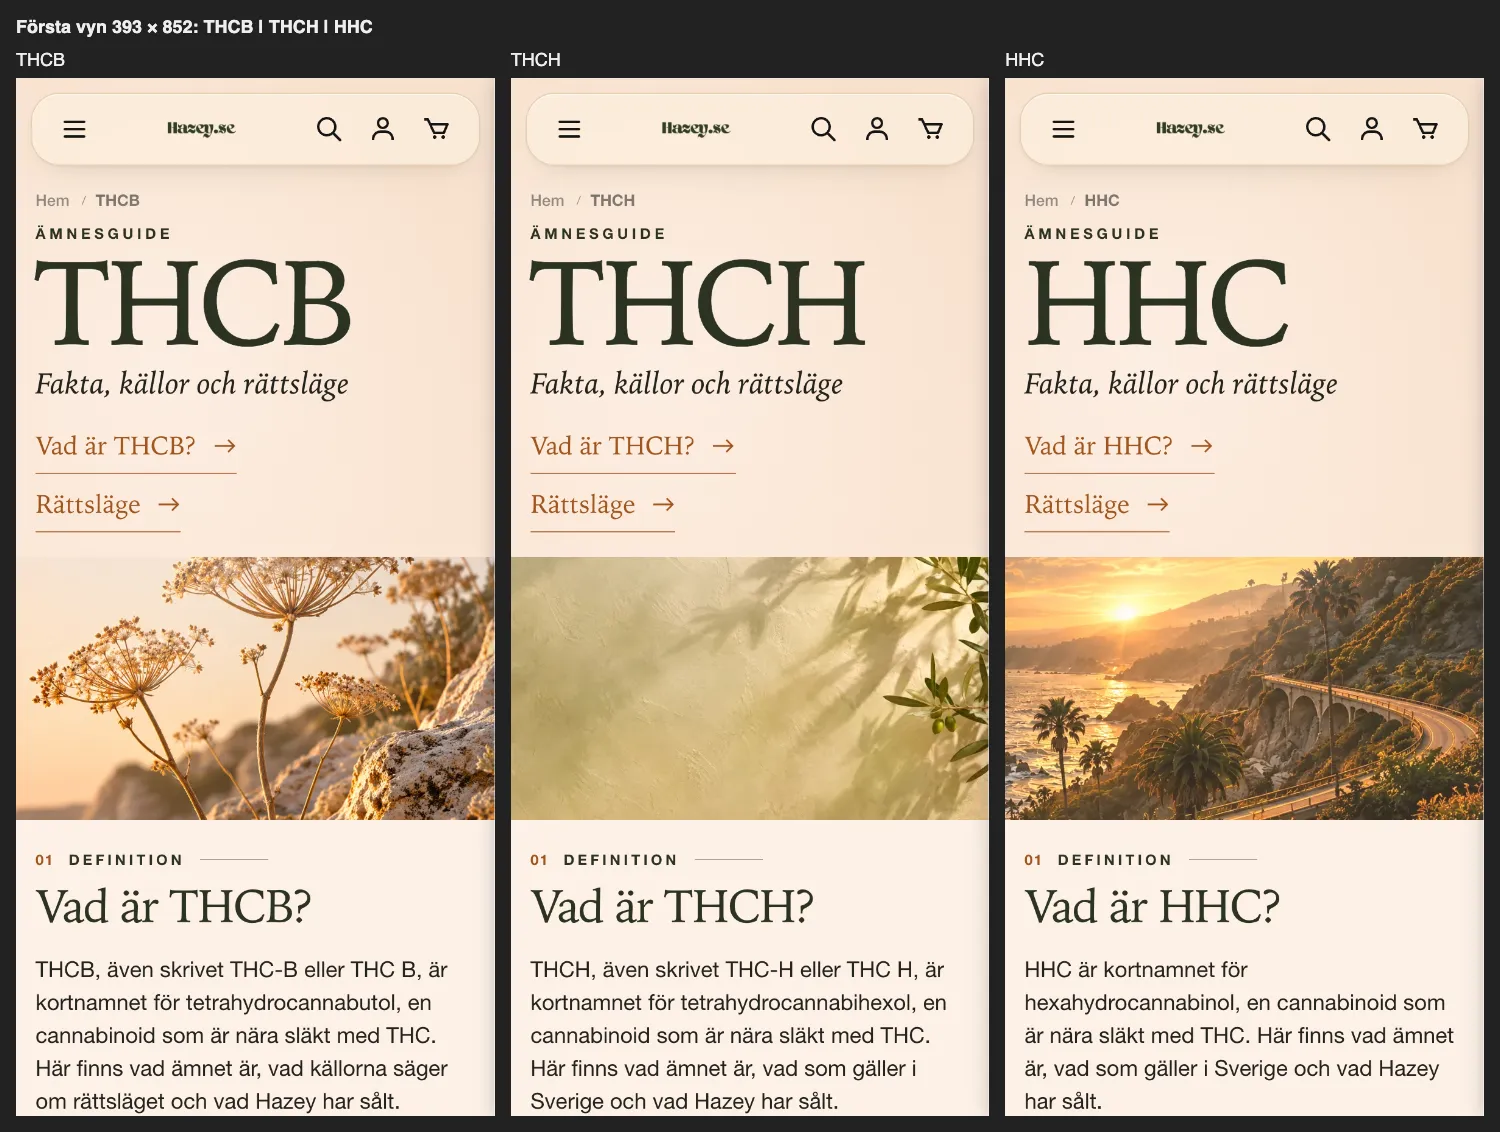 Första vyn 393 × 852: THCB | THCH | HHC
THCB
Hazey.se
Hem / THCB
ÄMNESGUIDE
THCB
Fakta, källor och rättsläge
Vad är THCB? →
Rättsläge →
01 DEFINITION
Vad är THCB?
THCB, även skrivet THC-B eller THC B, är
kortnamnet för tetrahydrocannabutol, en
cannabinoid som är nära släkt med THC.
Här finns vad ämnet är, vad källorna säger
om rättsläget och vad Hazey har sålt.
THCH
Hazey.se
Hem / THCH
ÄMNESGUIDE
THCH
Fakta, källor och rättsläge
Vad är THCH? →
Rättsläge →
01 DEFINITION
Vad är THCH?
THCH, även skrivet THC-H eller THC H, är
kortnamnet för tetrahydrocannabihexol, en
cannabinoid som är nära släkt med THC.
Här finns vad ämnet är, vad som gäller i
Sverige och vad Hazey har sålt.
HHC
Hazey.se
Hem / HHC
ÄMNESGUIDE
HHC
Fakta, källor och rättsläge
Vad är HHC? →
Rättsläge →
01 DEFINITION
Vad är HHC?
HHC är kortnamnet för
hexahydrocannabinol, en cannabinoid som
är nära släkt med THC. Här finns vad ämnet
är, vad som gäller i Sverige och vad Hazey
har sålt.